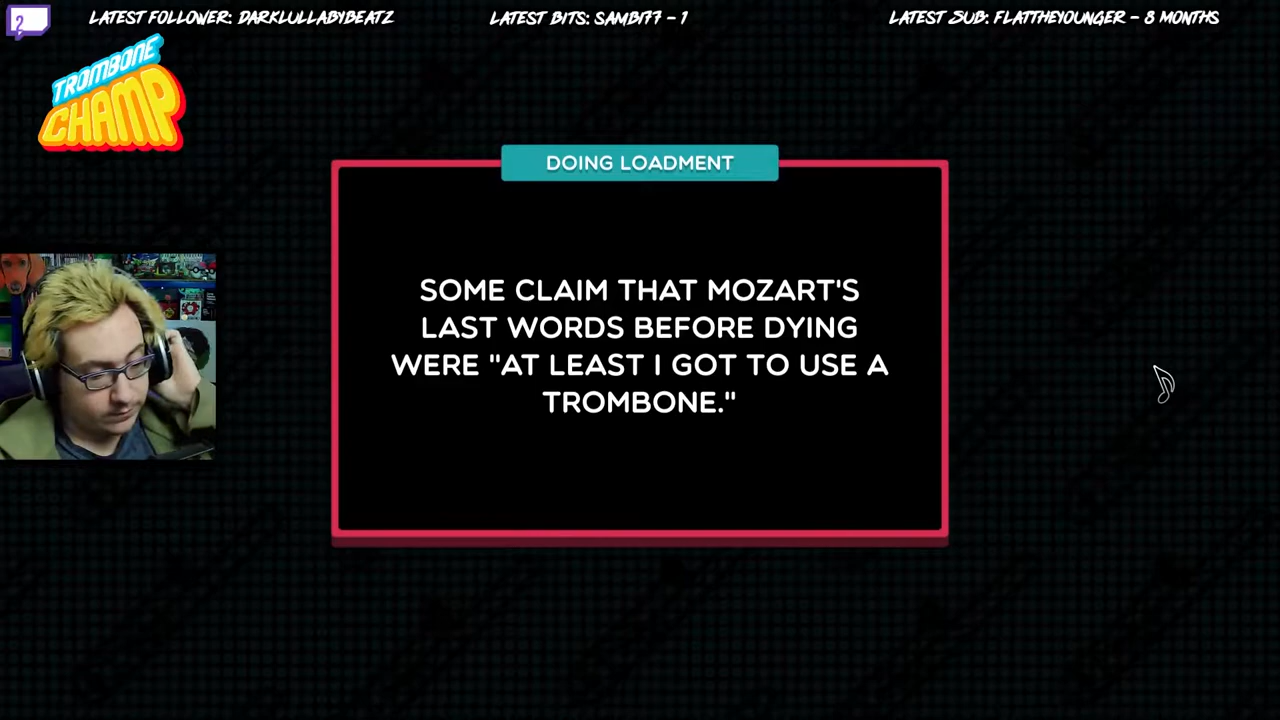 LATEST FOLLOWER: DARKLULLABYBEATZ
LATEST BITS: SAMBI77 - 1
LATEST SUB: FLATTHEYOUNGER - 8 MONTHS
?
TROMBONE
CHAMP
DOING LOADMENT
SOME CLAIM THAT MOZART'S
LAST WORDS BEFORE DYING
WERE "AT LEAST I GOT TO USE A
TROMBONE."